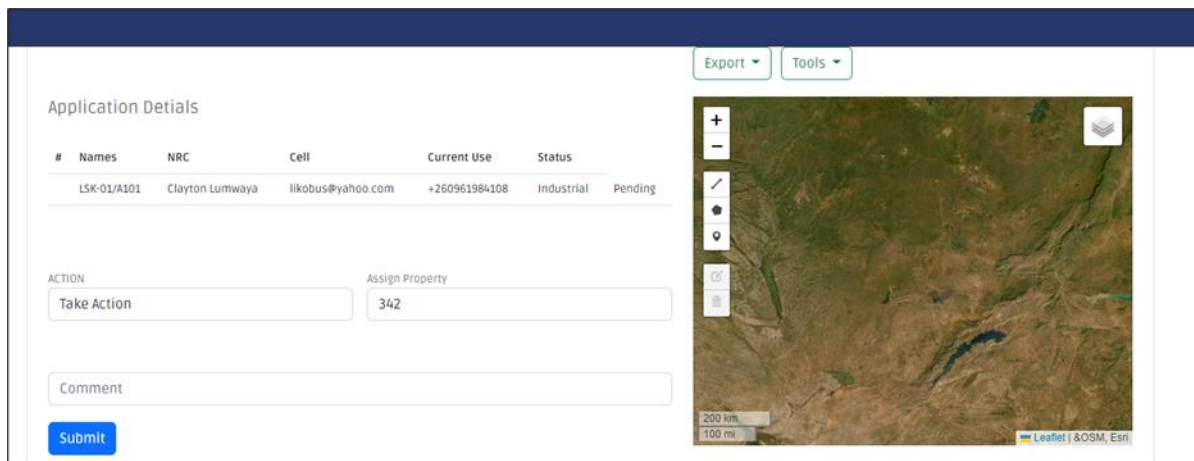 Export Tools
Application Detials
# Names NRC Cell Current Use Status
LSK-01/A101 Clayton Lumwaya likobus@yahoo.com +260961984108 Industrial Pending
ACTION Assign Property
Take Action 342
Comment
Submit
+
−
200 km
100 mi
Leaflet | &OSM, Esri